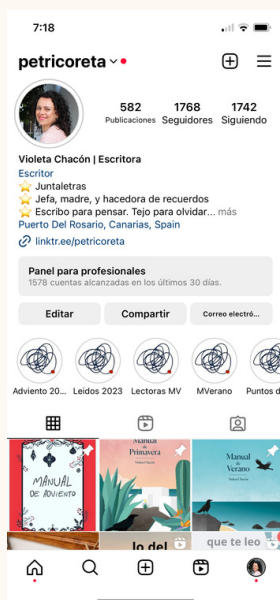 7:18
petricoreta
582 1768 1742
Publicaciones Seguidores Siguiendo
Violeta Chacón | Escritora
Escritor
Juntaletras
Jefa, madre, y hacedora de recuerdos
Escribo para pensar. Tejo para olvidar... más
Puerto Del Rosario, Canarias, Spain
linktr.ee/petricoreta
Panel para profesionales
1578 cuentas alcanzadas en los últimos 30 días.
Editar Compartir Correo electró...
Adviento 20... Leidos 2023 Lectoras MV MVerano Puntos d
MANUAL
DE ADVIENTO
Manual
de
Primavera
Manual
de
Verano
lo del
que te leo